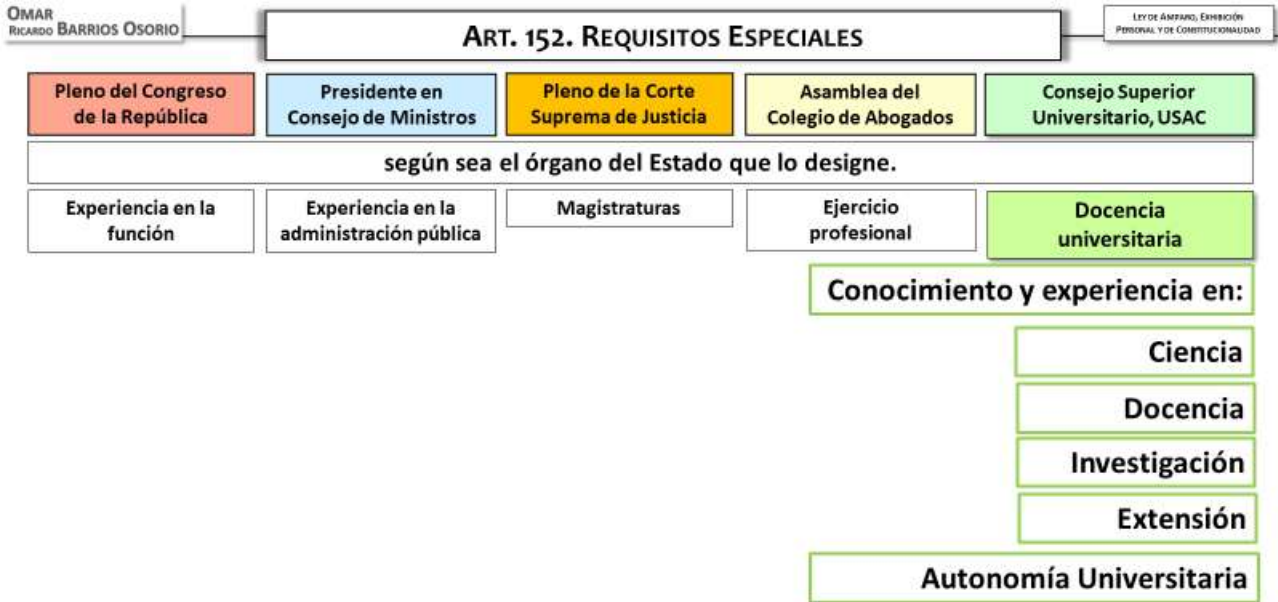 OMAR
RICARDO BARRIOS OSORIO
ART. 152. REQUISITOS ESPECIALES
LEY DE AMPARO, EXHIBICIÓN
PERSONAL Y DE CONSTITUCIONALIDAD
Pleno del Congreso
de la República
Presidente en
Consejo de Ministros
Pleno de la Corte
Suprema de Justicia
Asamblea del
Colegio de Abogados
Consejo Superior
Universitario, USAC
según sea el órgano del Estado que lo designe.
Experiencia en la
función
Experiencia en la
administración pública
Magistraturas
Ejercicio
profesional
Docencia
universitaria
Conocimiento y experiencia en:
Ciencia
Docencia
Investigación
Extensión
Autonomía Universitaria